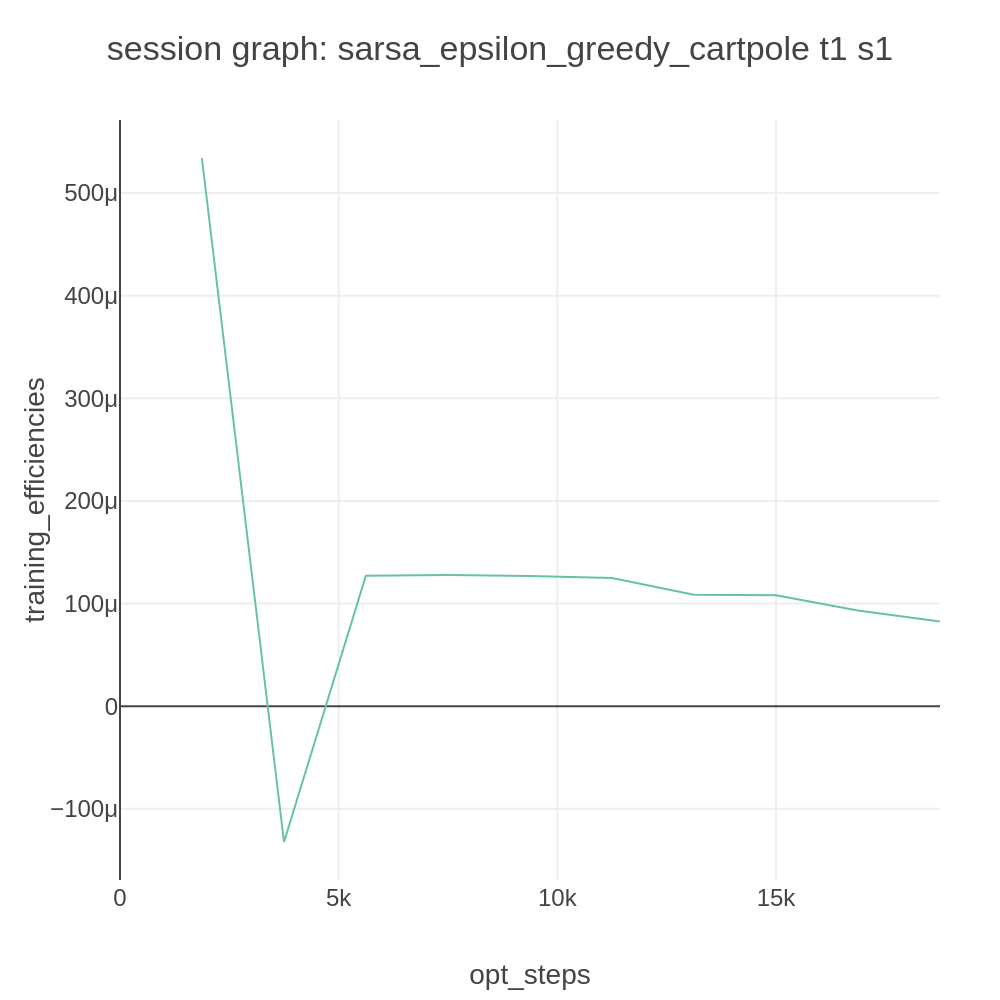 session graph: sarsa_epsilon_greedy_cartpole t1 s1
500μ
400μ
300μ
200μ
100μ
0
−100μ
training_efficiencies
0
5k
10k
15k
opt_steps